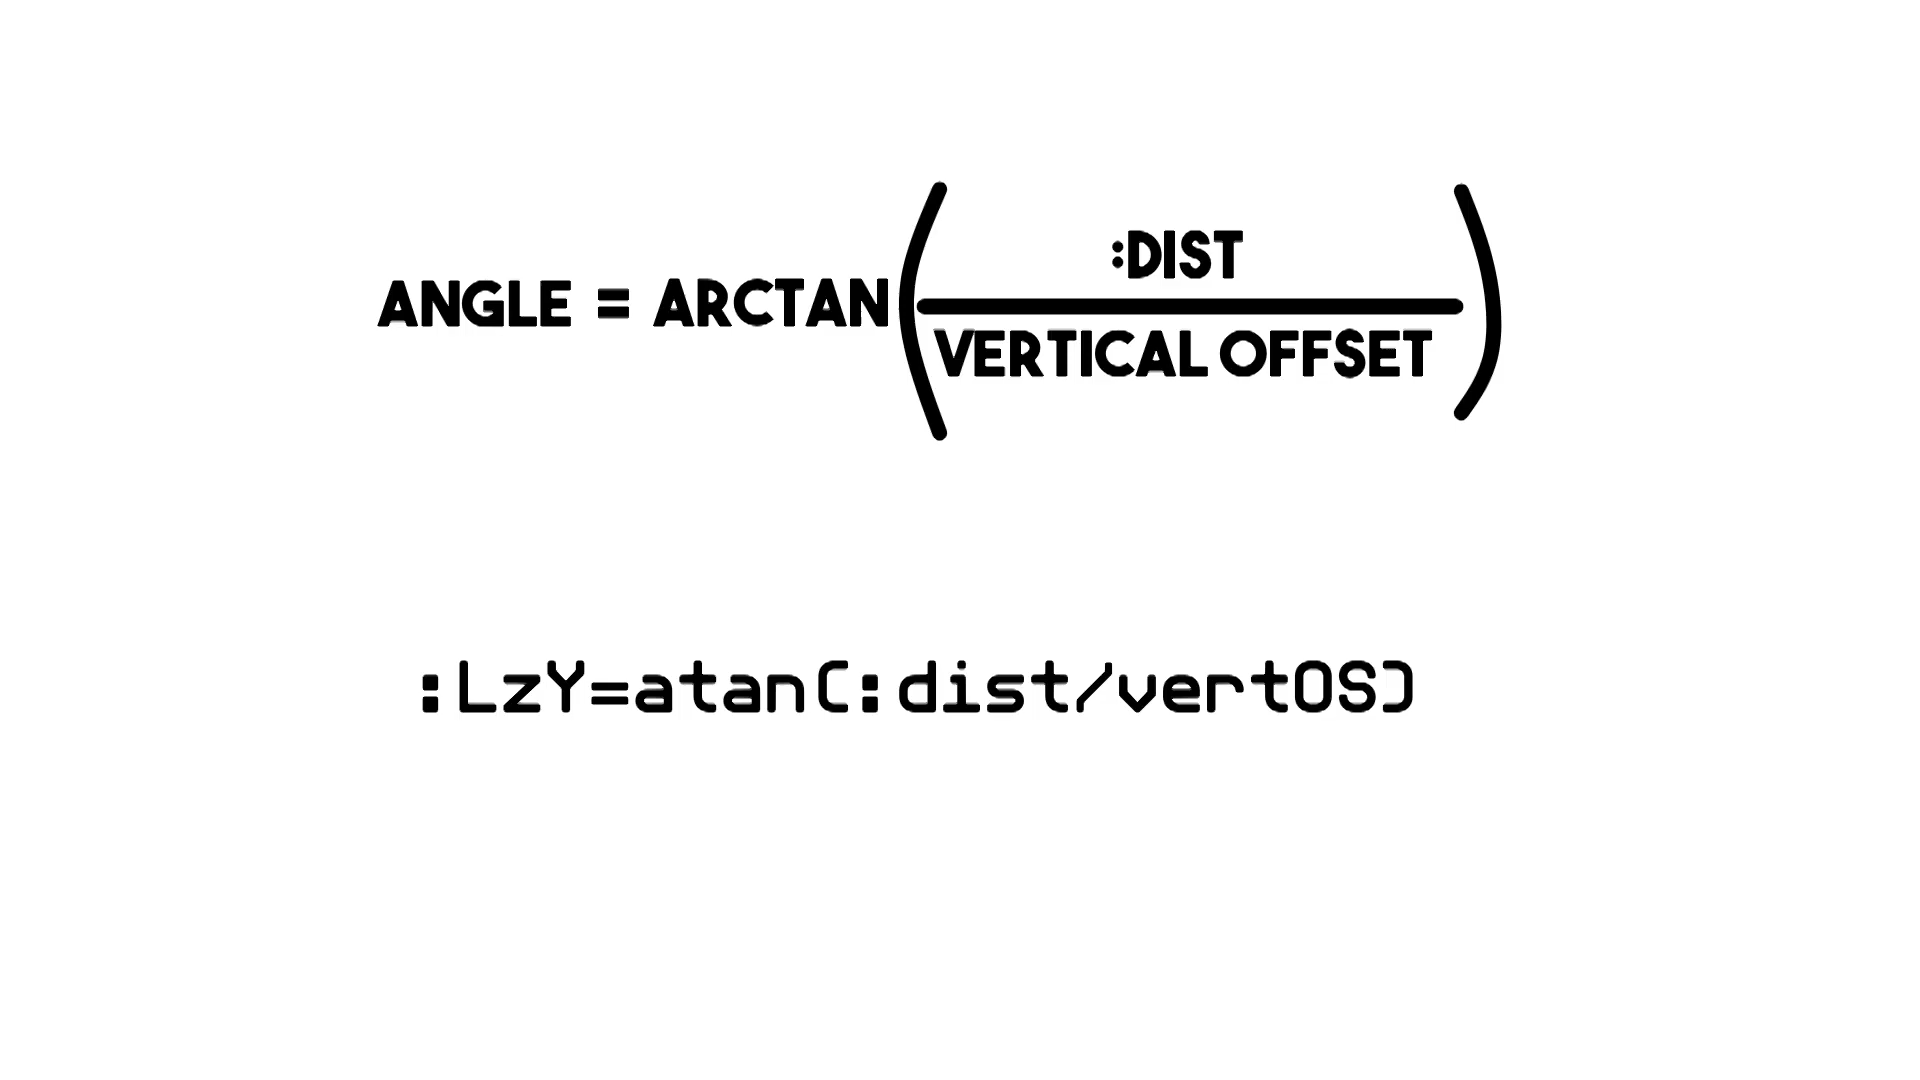 ANGLE = ARCTAN(:DIST / VERTICAL OFFSET)
:LzY=atan(:dist/vertOS)